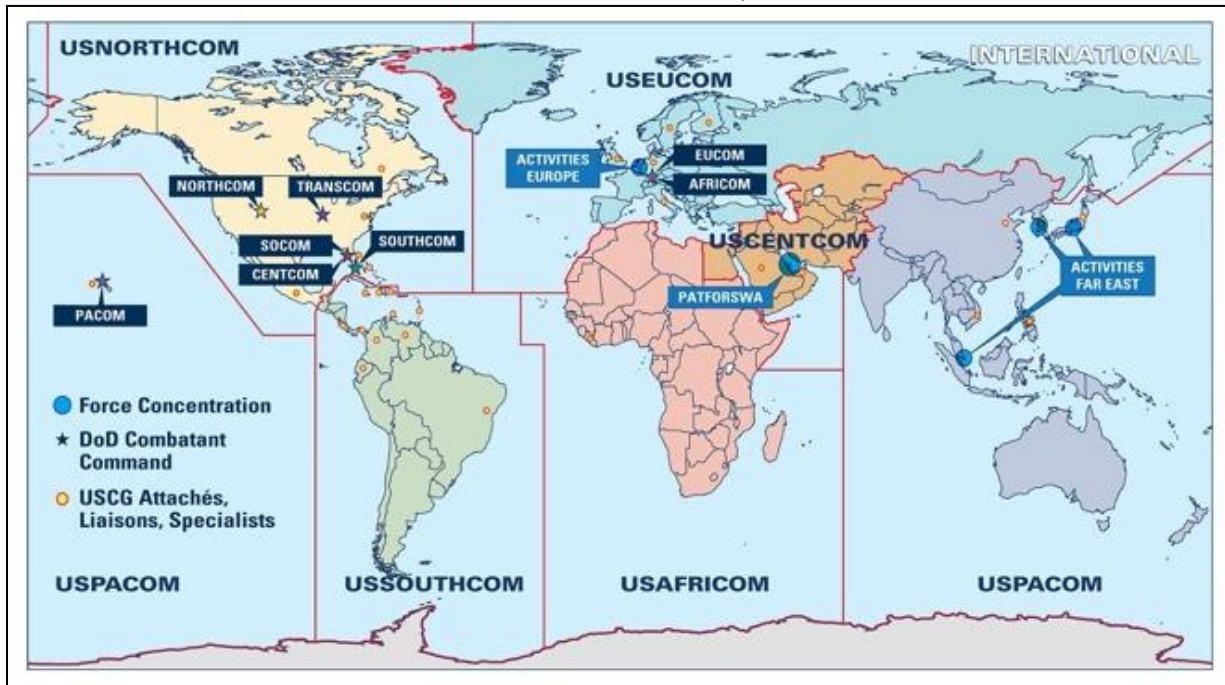 USNORTHCOM
INTERNATIONAL
USEUCOM
ACTIVITIES
EUROPE
EUCOM
AFRICOM
NORTHCOM
TRANSCOM
SOCOM
SOUTHCOM
CENTCOM
USCENTCOM
PATFORSWA
ACTIVITIES
FAR EAST
PACOM
Force Concentration
DoD Combatant
Command
USCG Attachés,
Liaisons, Specialists
USPACOM
USSOUTHCOM
USAFRICOM
USPACOM